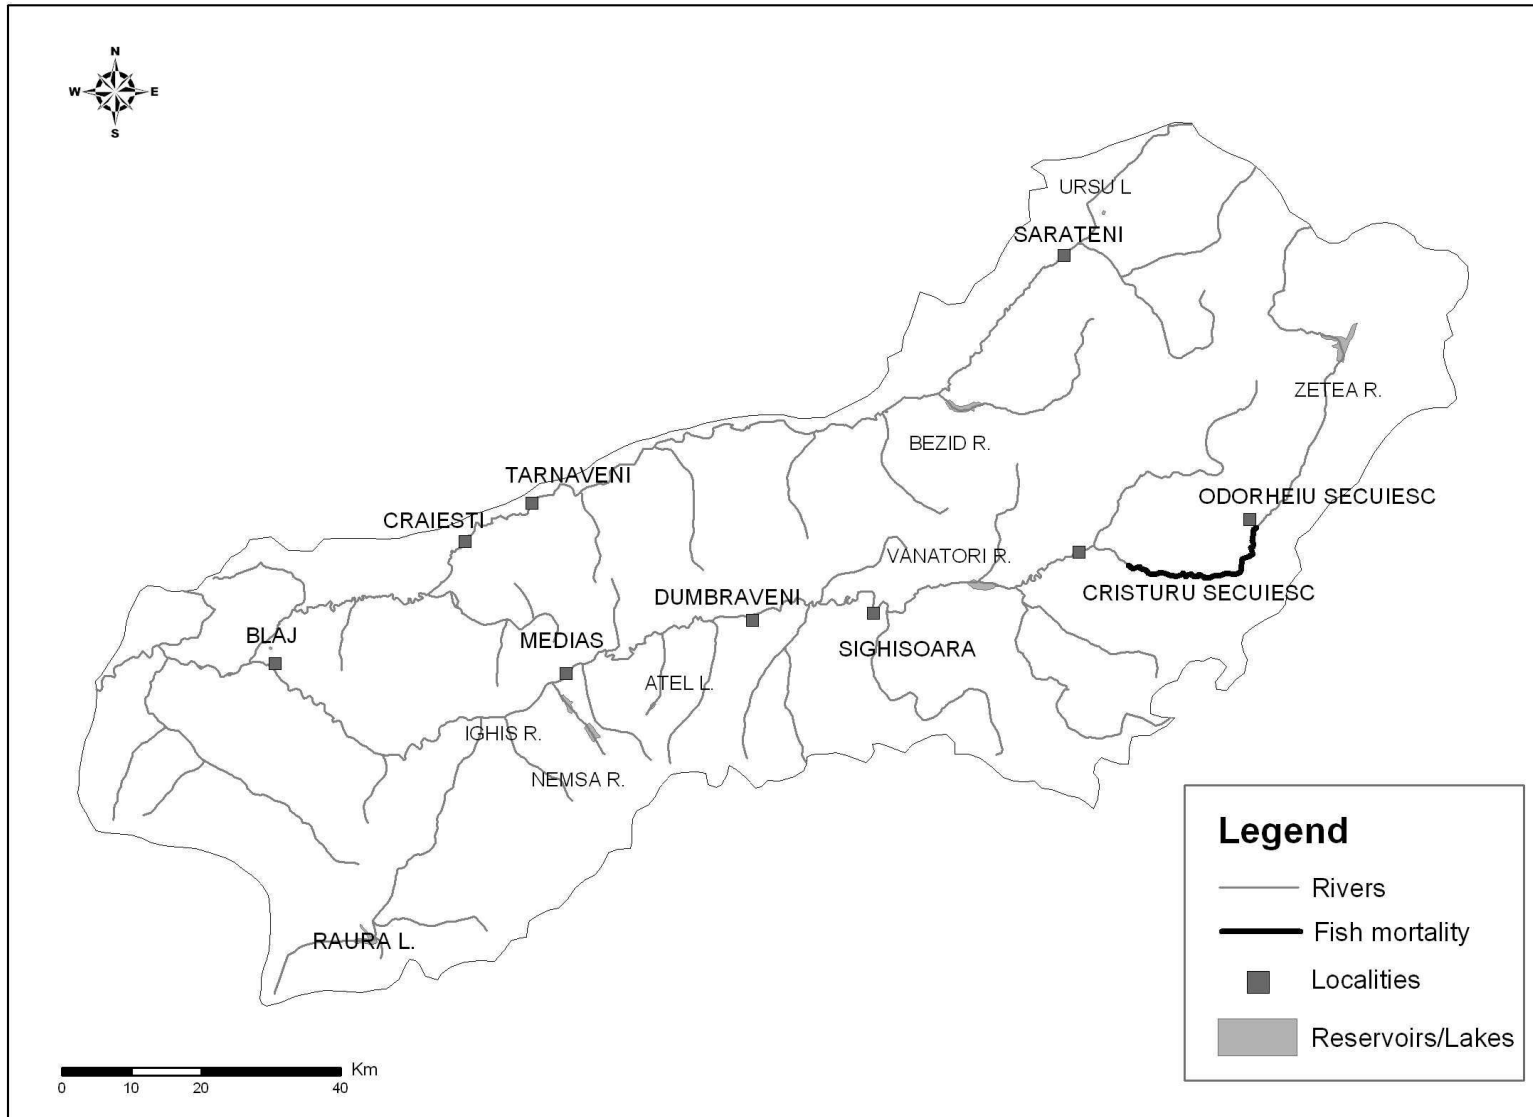 N
W E
S
URSU L
SARATENI
ZETEA R.
BEZID R.
TARNAVENI
ODORHEIU SECUIESC
CRAIESTI
VANATORI R.
CRISTURU SECUIESC
DUMBRAVENI
BLAJ
MEDIAS
SIGHISOARA
ATEL L.
IGHIS R.
NEMSA R.
RAURA L.
Legend
Rivers
Fish mortality
Localities
Reservoirs/Lakes
Km
0 10 20 40